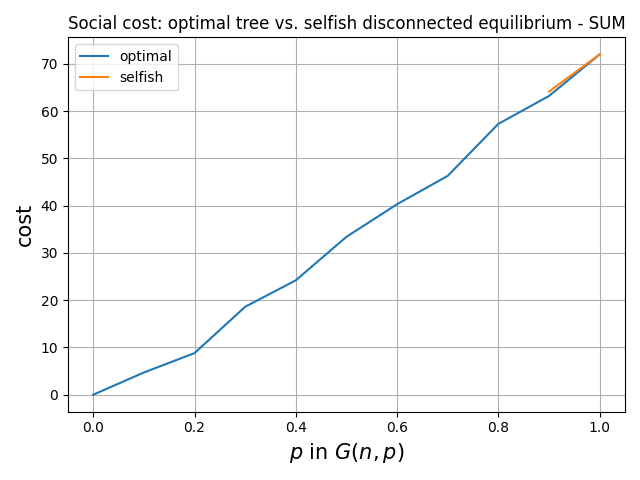 Social cost: optimal tree vs. selfish disconnected equilibrium - SUM
optimal
selfish
70
60
50
40
30
20
10
0
cost
0.0 0.2 0.4 0.6 0.8 1.0
p in G(n, p)